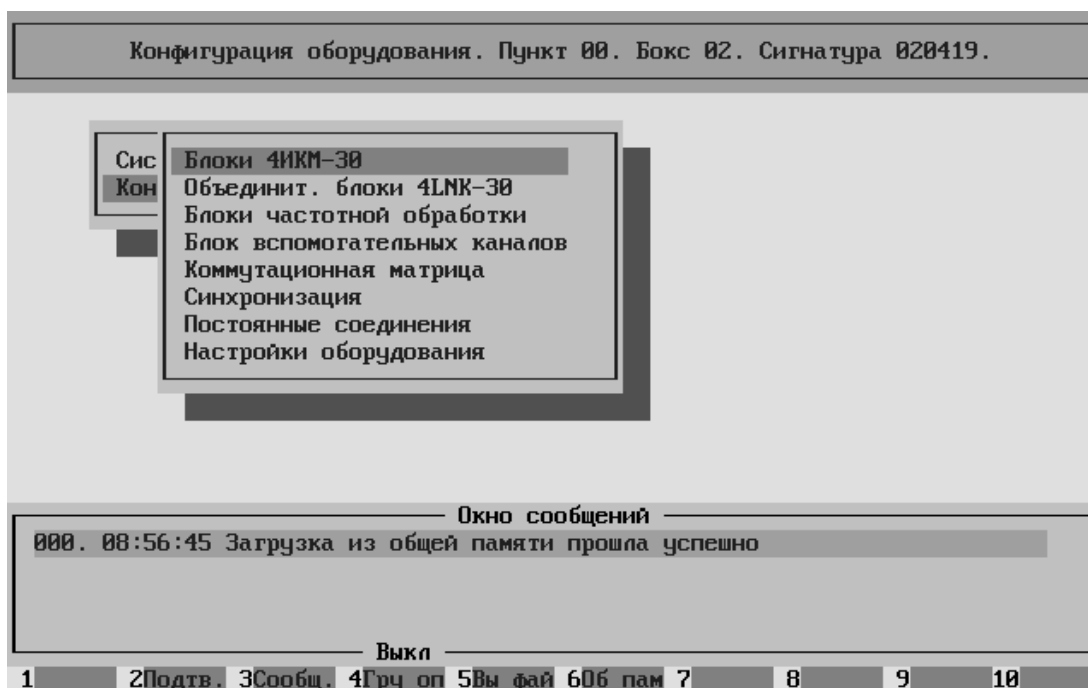 Конфигурация оборудования. Пункт 00. Бокс 02. Сигнатура 020419.
Сис
Кон
Блоки 4ИКМ-30
Объединит. блоки 4LNK-30
Блоки частотной обработки
Блок вспомогательных каналов
Коммутационная матрица
Синхронизация
Постоянные соединения
Настройки оборудования
Окно сообщений
000. 08:56:45 Загрузка из общей памяти прошла успешно
Выкл
1 2Подтв. 3Сообщ. 4Грч оп 5Вы фай 6Об пам 7 8 9 10